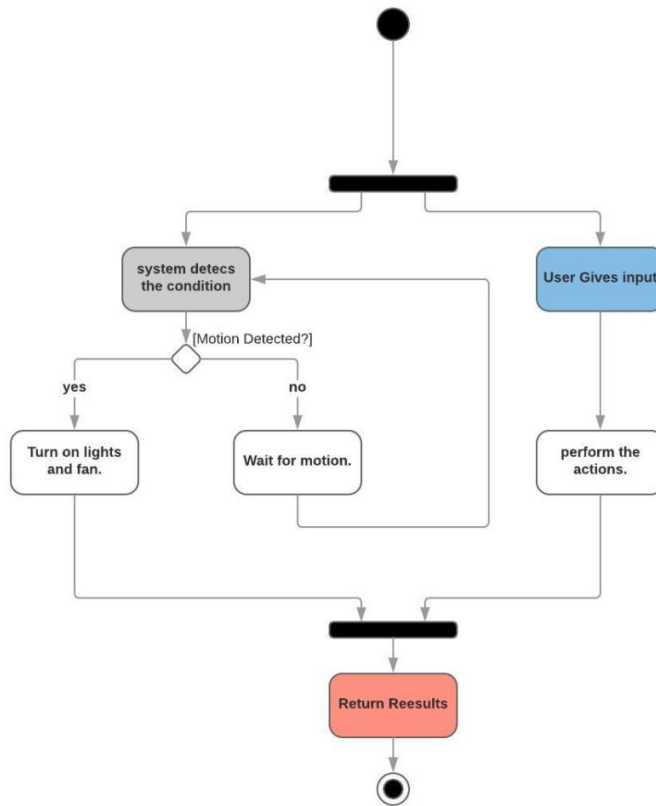 system detecs
the condition
User Gives input
[Motion Detected?]
yes
no
Turn on lights
and fan.
Wait for motion.
perform the
actions.
Return Reesults